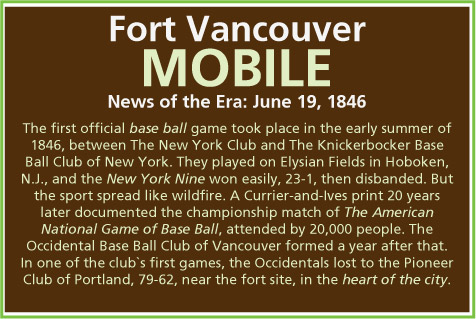 Fort Vancouver
MOBILE
News of the Era: June 19, 1846
The first official base ball game took place in the early summer of
1846, between The New York Club and The Knickerbocker Base
Ball Club of New York. They played on Elysian Fields in Hoboken,
N.J., and the New York Nine won easily, 23-1, then disbanded. But
the sport spread like wildfire. A Currier-and-Ives print 20 years
later documented the championship match of The American
National Game of Base Ball, attended by 20,000 people. The
Occidental Base Ball Club of Vancouver formed a year after that.
In one of the club`s first games, the Occidentals lost to the Pioneer
Club of Portland, 79-62, near the fort site, in the heart of the city.